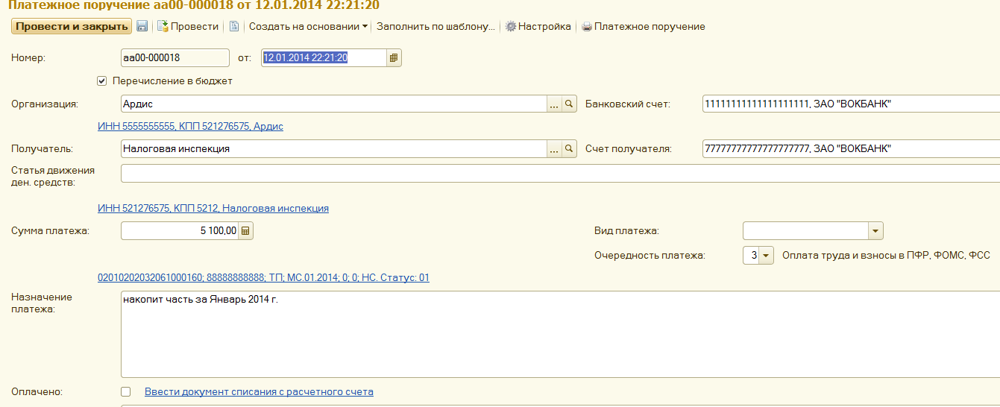 Платежное поручение аа00-000018 от 12.01.2014 22:21:20
Провести и закрыть Провести Создать на основании Заполнить по шаблону... Настройка Платежное поручение
Номер: аа00-000018 от: 12.01.2014 22:21:20
Перечисление в бюджет
Организация: Ардис ... Банковский счет: 11111111111111111111, ЗАО "ВОКБАНК"
ИНН 5555555555, КПП 521276575, Ардис
Получатель: Налоговая инспекция ... Счет получателя: 77777777777777777777, ЗАО "ВОКБАНК"
Статья движения
ден. средств:
ИНН 521276575, КПП 5212, Налоговая инспекция
Сумма платежа: 5 100,00 Вид платежа:
Очередность платежа: 3 Оплата труда и взносы в ПФР, ФОМС, ФСС
02010202032061000160; 88888888888; ТП; МС.01.2014; 0; 0; НС. Статус: 01
Назначение
платежа:
накопит часть за Январь 2014 г.
Оплачено: Ввести документ списания с расчетного счета